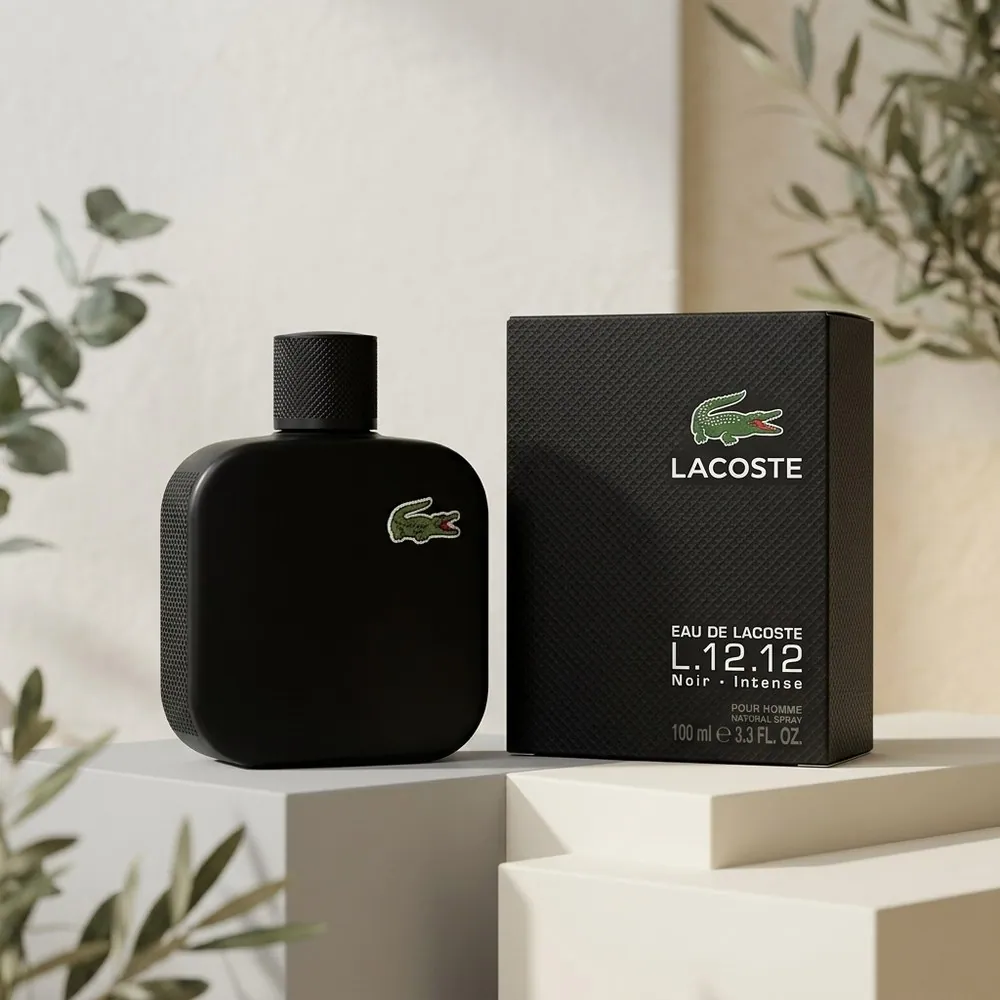 LACOSTE
EAU DE LACOSTE
L.12.12
Noir · Intense
POUR HOMME
NATURAL SPRAY
100 ml ℮ 3.3 FL. OZ.